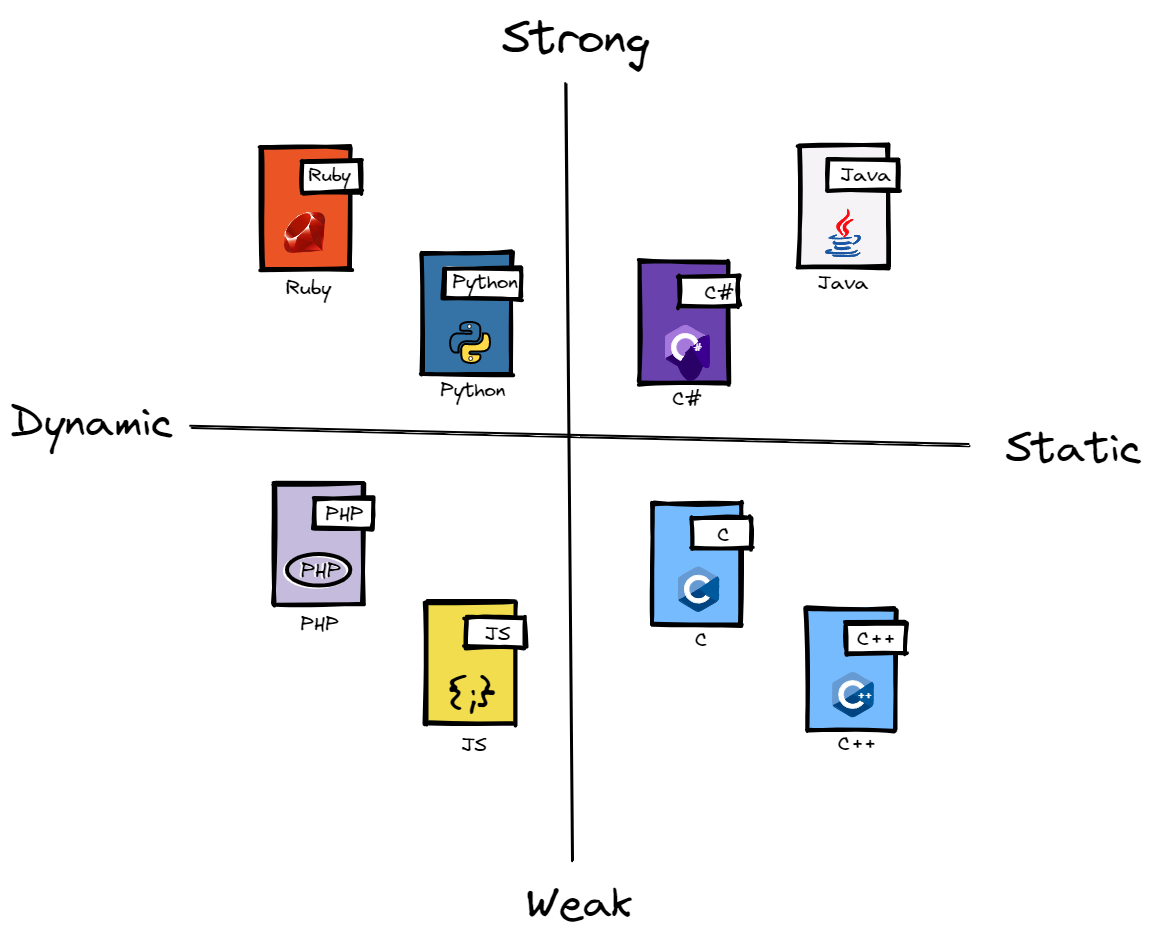 Strong
Ruby
Ruby
Java
Java
Python
Python
C#
C
#
C#
Dynamic
Static
PHP
PHP
PHP
C
C
C
JS
{;}
JS
C++
C++
C++
Weak